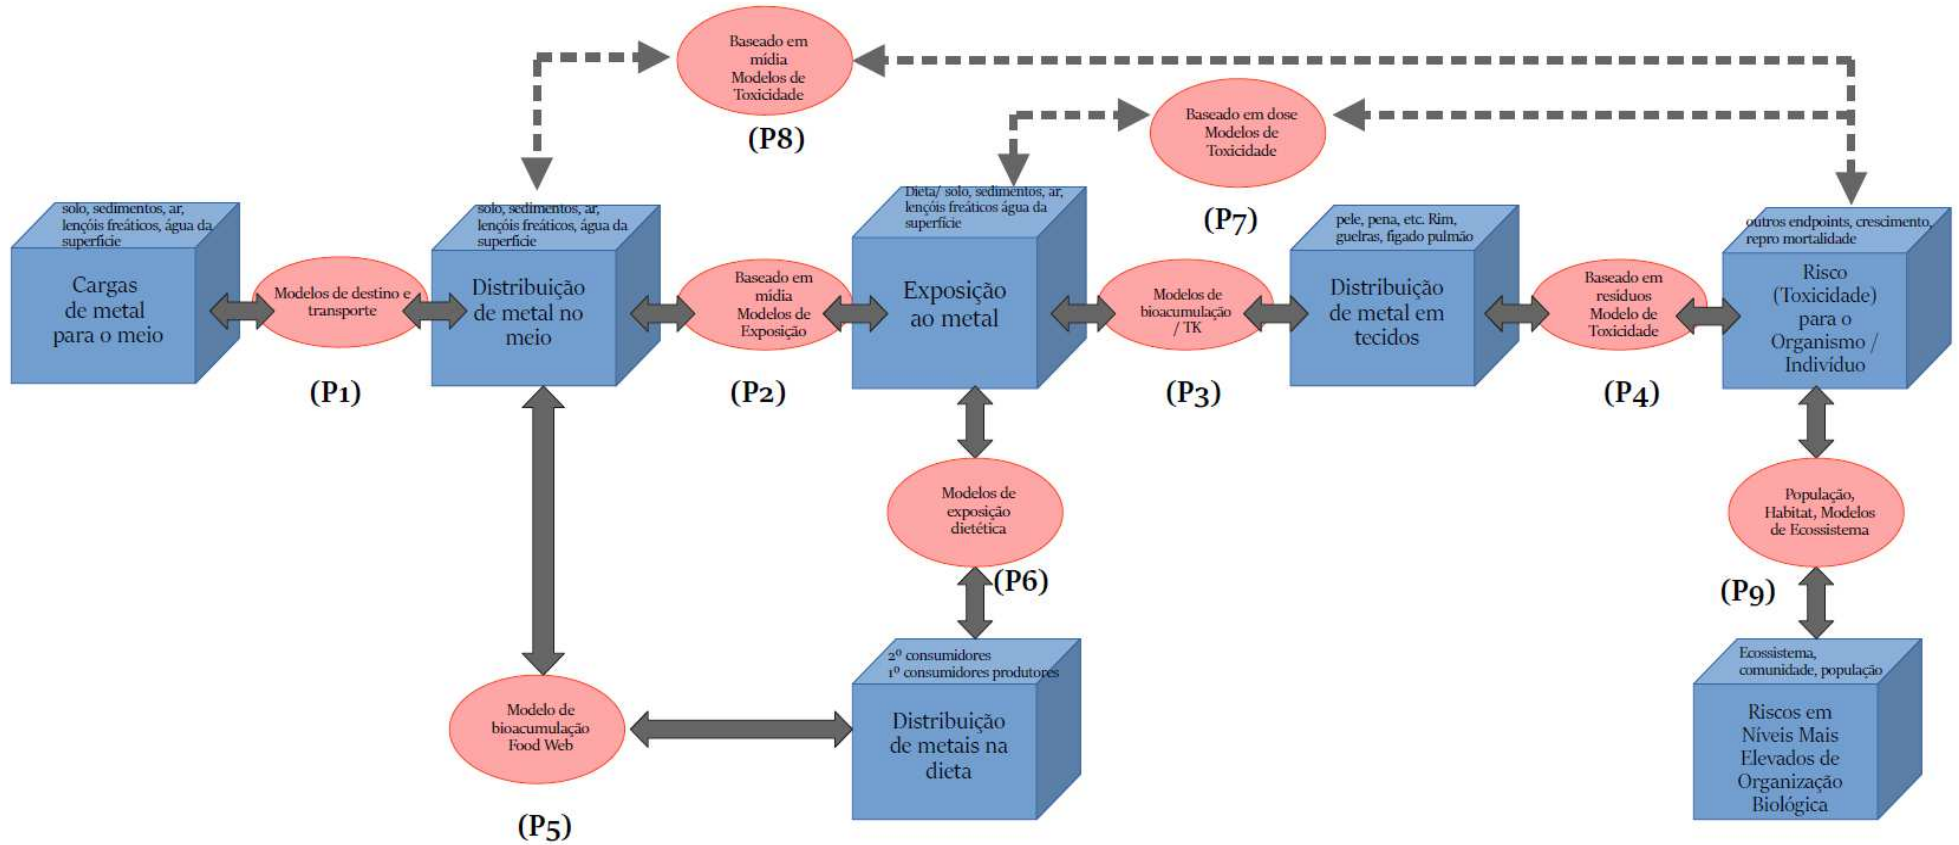 Baseado em
mídia
Modelos de
Toxicidade
(P8)
Baseado em dose
Modelos de
Toxicidade
(P7)
solo, sedimentos, ar,
lençóis freáticos, água da
superfície
Cargas
de metal
para o meio
Modelos de destino e
transporte
(P1)
solo, sedimentos, ar,
lençóis freáticos, água da
superfície
Distribuição
de metal no
meio
Baseado em
mídia
Modelos de
Exposição
(P2)
Dieta/ solo, sedimentos, ar,
lençóis freáticos água da
superfície
Exposição
ao metal
Modelos de
bioacumulação
/ TK
(P3)
pele, pena, etc. Rim,
guelras, fígado pulmão
Distribuição
de metal em
tecidos
Baseado em
resíduos
Modelo de
Toxicidade
(P4)
outros endpoints, crescimento,
repro mortalidade
Risco
(Toxicidade)
para o
Organismo /
Indivíduo
Modelos de
exposição
dietética
(P6)
População,
Habitat, Modelos
de Ecossistema
(P9)
Modelo de
bioacumulação
Food Web
(P5)
2º consumidores
1º consumidores produtores
Distribuição
de metais na
dieta
Ecossistema,
comunidade, população
Riscos em
Níveis Mais
Elevados de
Organização
Biológica